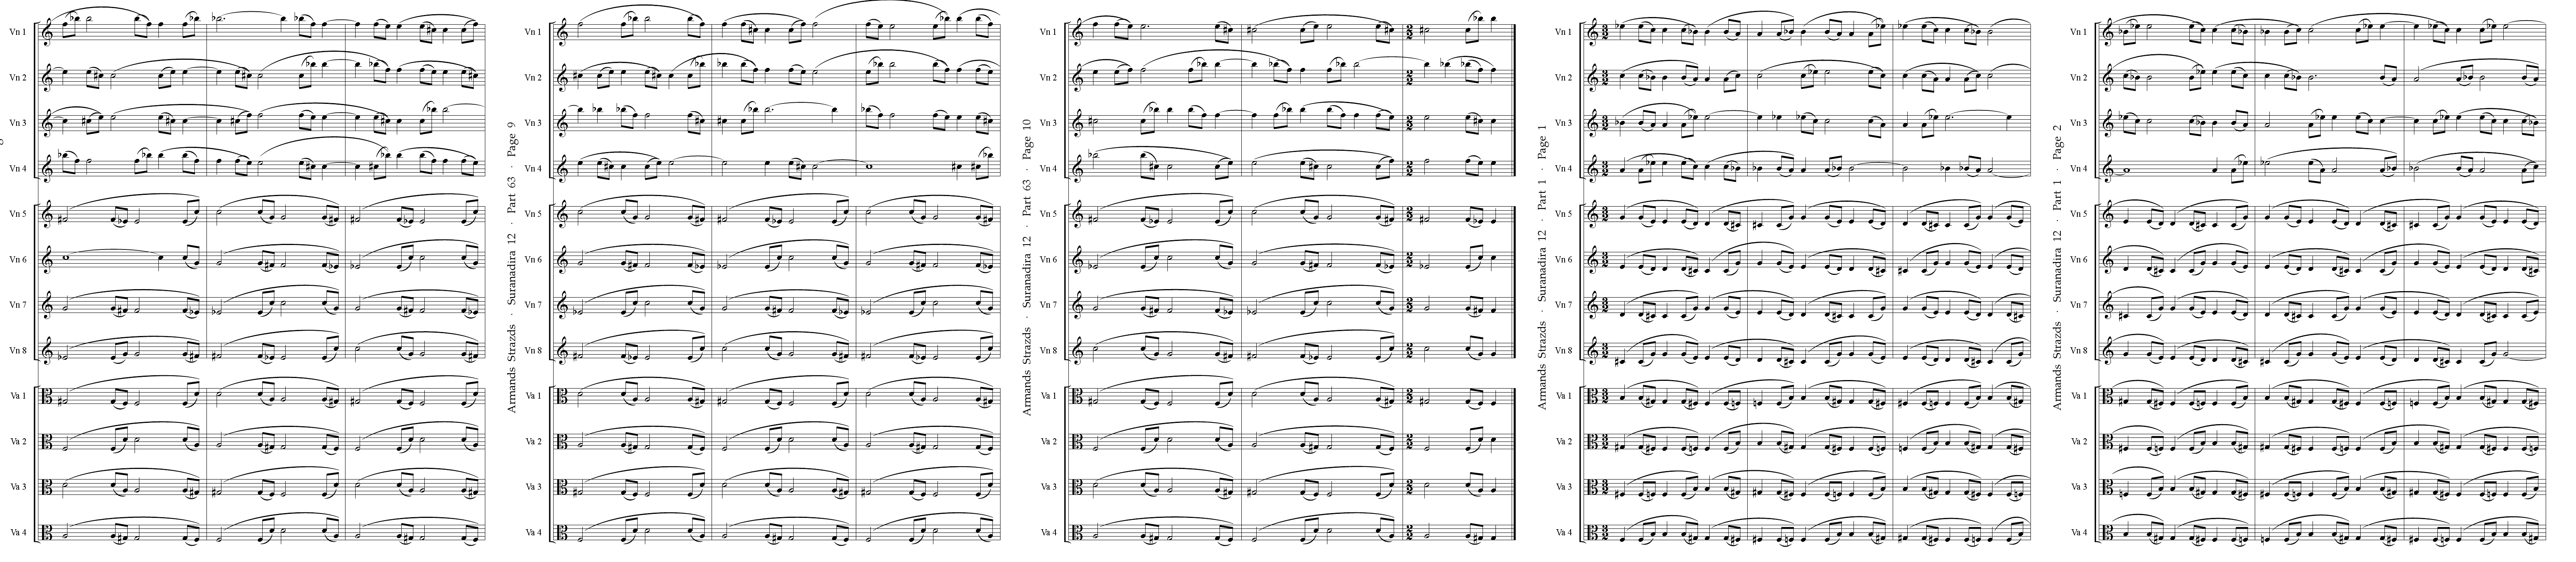 Vn 1
Vn 2
Vn 3
Vn 4
Vn 5
Vn 6
Vn 7
Vn 8
Va 1
Va 2
Va 3
Va 4
Armands Strazds · Suranadira 12 · Part 63 · Page 9
Vn 1
Vn 2
Vn 3
Vn 4
Vn 5
Vn 6
Vn 7
Vn 8
Va 1
Va 2
Va 3
Va 4
Armands Strazds · Suranadira 12 · Part 63 · Page 10
Vn 1
Vn 2
Vn 3
Vn 4
Vn 5
Vn 6
Vn 7
Vn 8
Va 1
Va 2
Va 3
Va 4
Armands Strazds · Suranadira 12 · Part 1 · Page 1
Vn 1
Vn 2
Vn 3
Vn 4
Vn 5
Vn 6
Vn 7
Vn 8
Va 1
Va 2
Va 3
Va 4
Armands Strazds · Suranadira 12 · Part 1 · Page 2
Vn 1
Vn 2
Vn 3
Vn 4
Vn 5
Vn 6
Vn 7
Vn 8
Va 1
Va 2
Va 3
Va 4